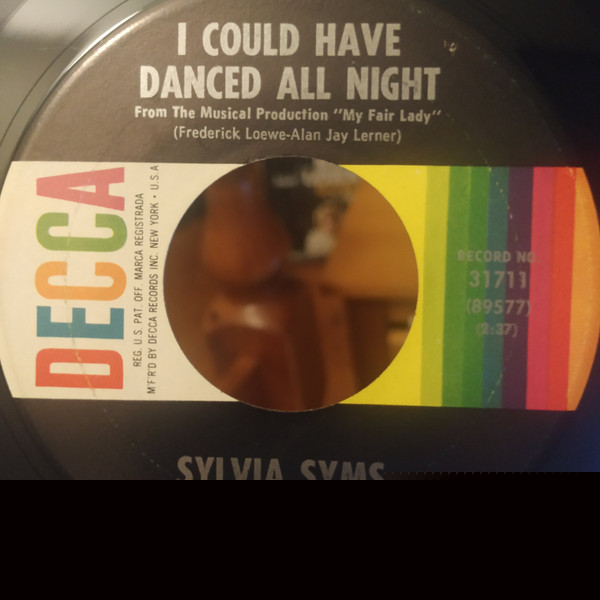 I COULD HAVE
DANCED ALL NIGHT
From The Musical Production "My Fair Lady"
(Frederick Loewe-Alan Jay Lerner)
DECCA
REG. U.S. PAT. OFF. MARCA REGISTRADA
M'F'R'D BY DECCA RECORDS INC. NEW YORK • U.S.A
RECORD NO.
31711
(89577)
(2:37)
SYLVIA SYMS